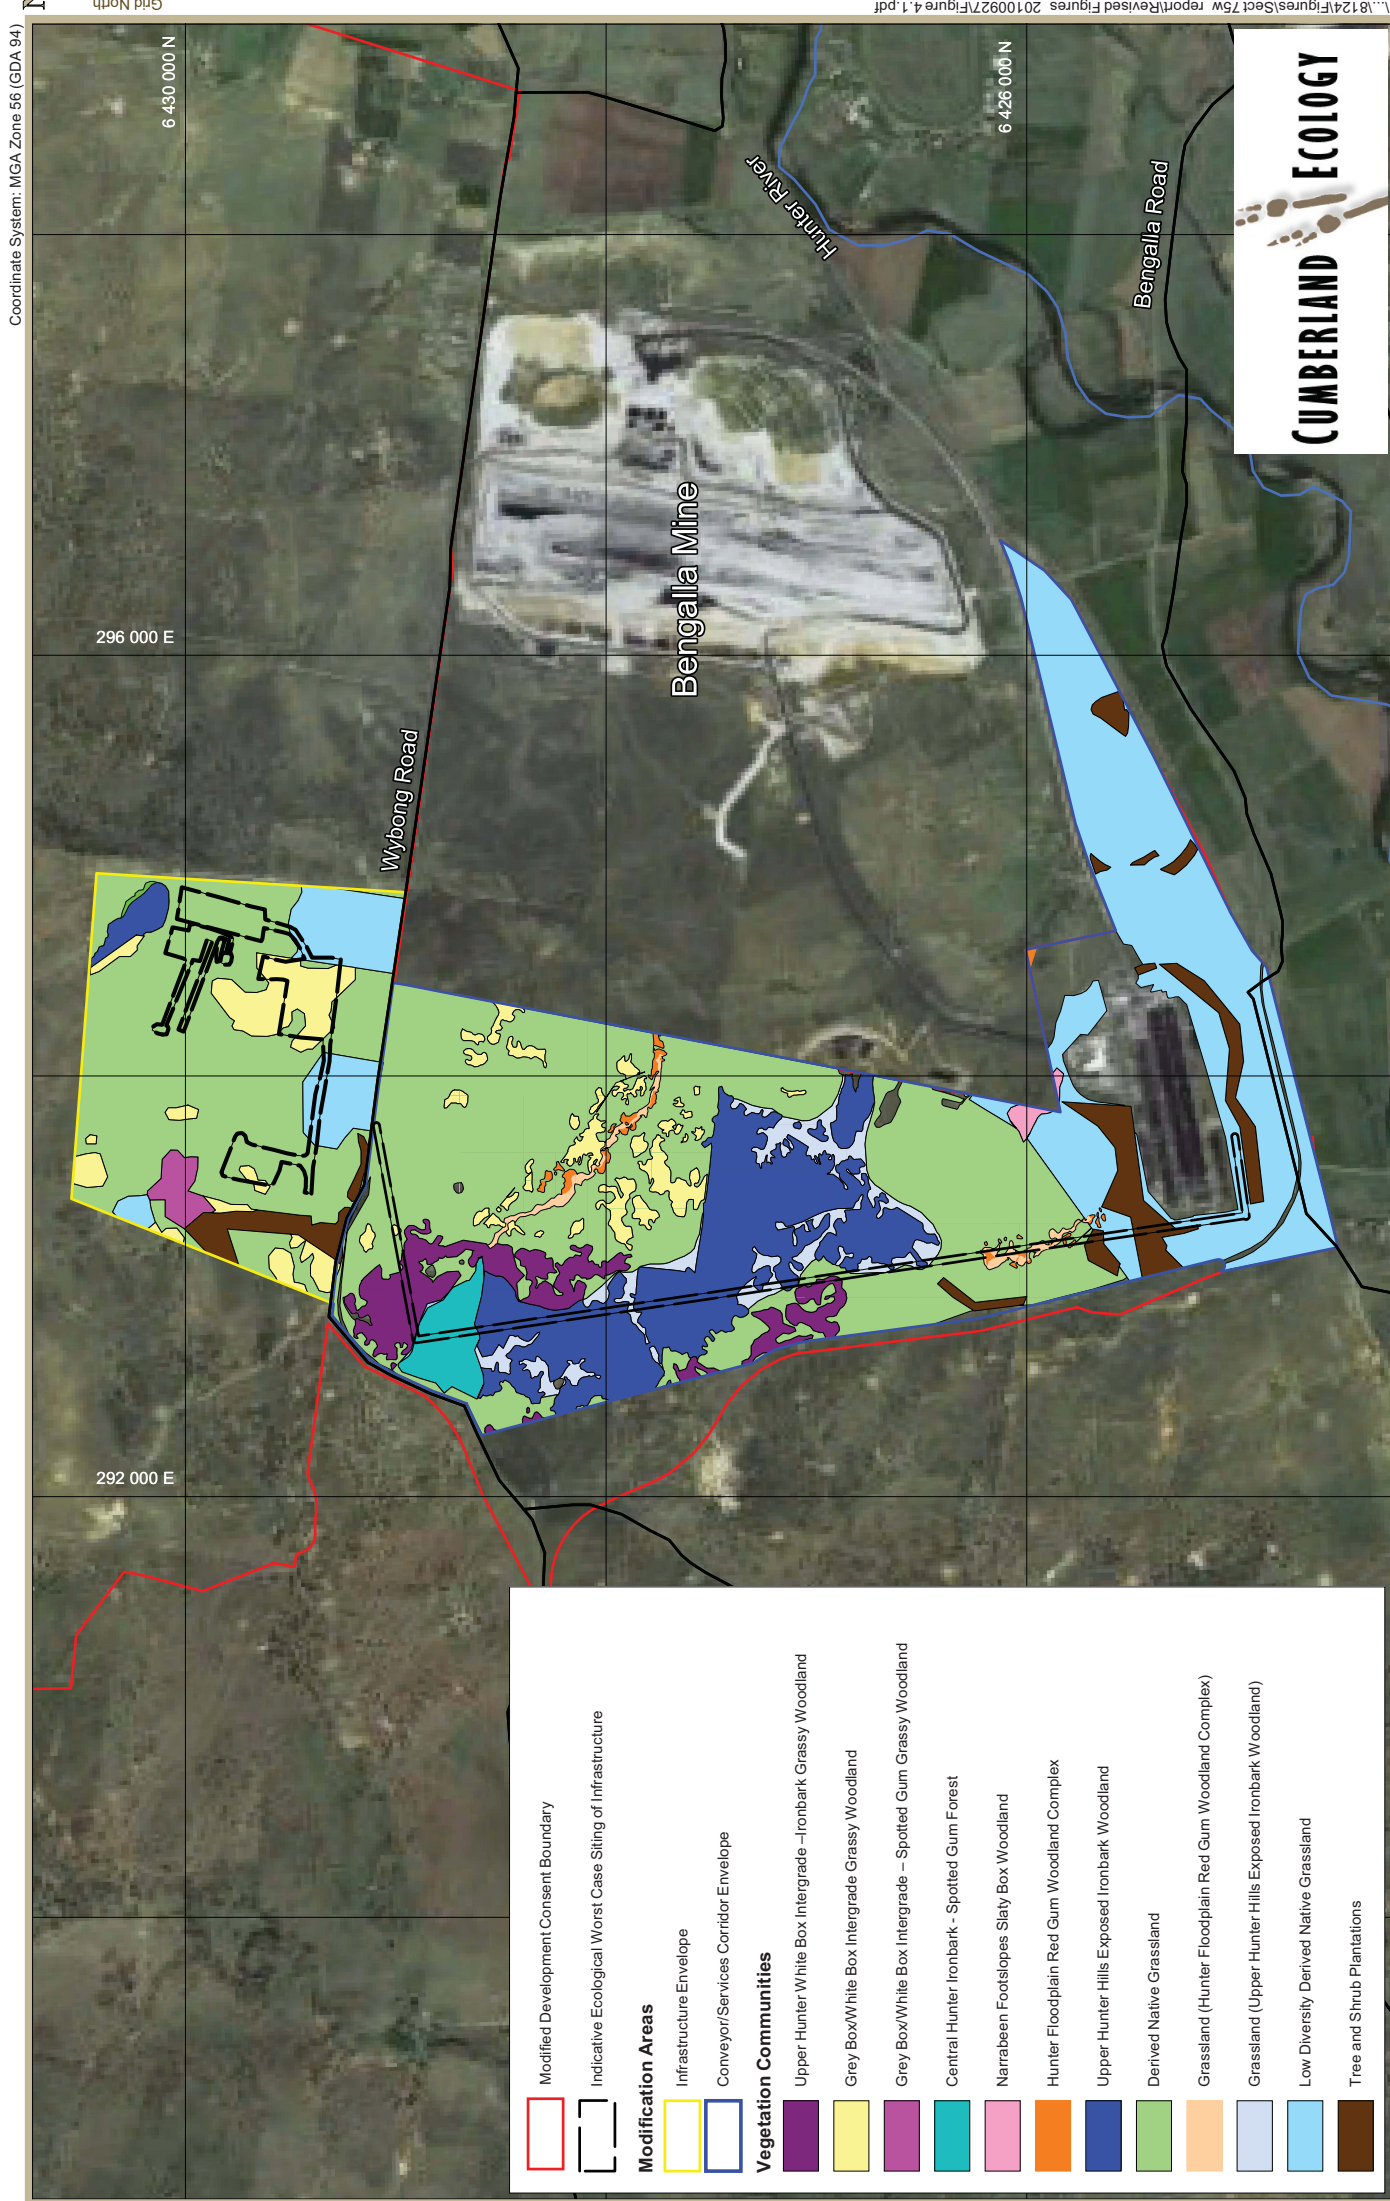 Coordinate System: MGA Zone 56 (GDA 94)
N
Grid North
\...\8124\Figures\Sect 75w_report\Revised Figures_20100927\Figure 4.1.pdf
6 430 000 N
6 426 000 N
296 000 E
292 000 E
Hunter River
Bengalla Road
Wybong Road
Bengalla Mine
CUMBERLAND ECOLOGY
Modified Development Consent Boundary
Indicative Ecological Worst Case Siting of Infrastructure
Modification Areas
Infrastructure Envelope
Conveyor/Services Corridor Envelope
Vegetation Communities
Upper Hunter White Box Intergrade –Ironbark Grassy Woodland
Grey Box/White Box Intergrade Grassy Woodland
Grey Box/White Box Intergrade – Spotted Gum Grassy Woodland
Central Hunter Ironbark - Spotted Gum Forest
Narrabeen Footslopes Slaty Box Woodland
Hunter Floodplain Red Gum Woodland Complex
Upper Hunter Hills Exposed Ironbark Woodland
Derived Native Grassland
Grassland (Hunter Floodplain Red Gum Woodland Complex)
Grassland (Upper Hunter Hills Exposed Ironbark Woodland)
Low Diversity Derived Native Grassland
Tree and Shrub Plantations